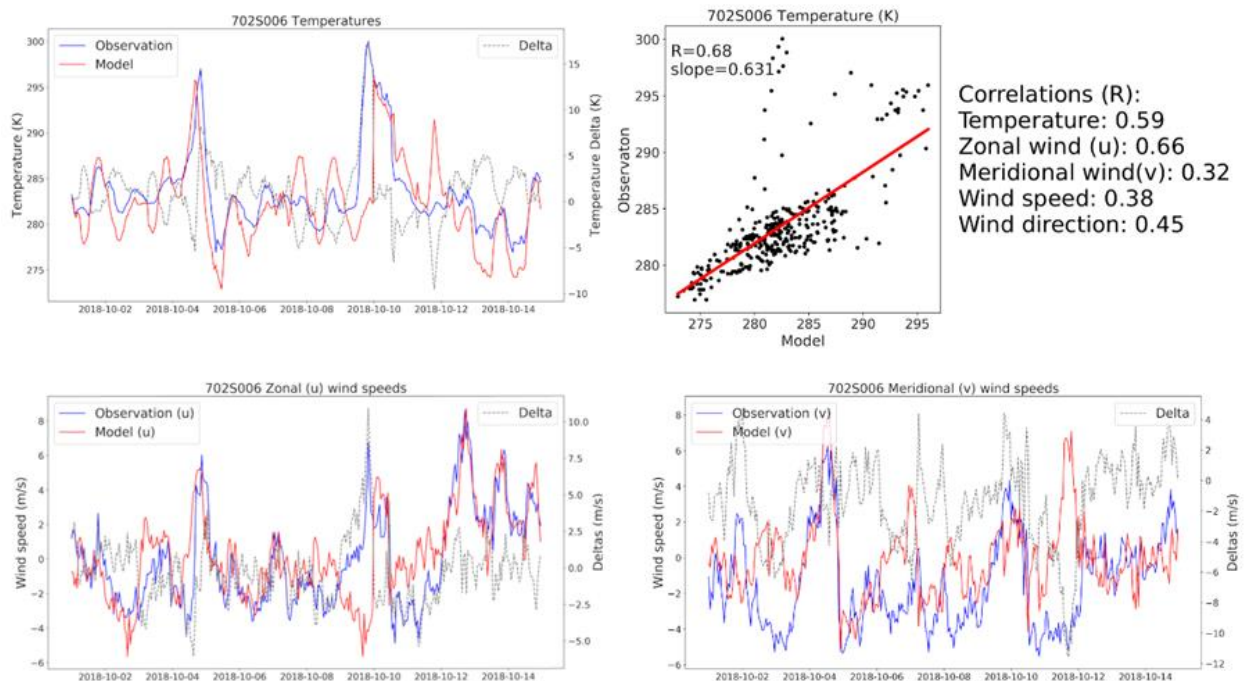 702S006 Temperatures
Observation
Model
Delta
300
295
290
285
280
275
15
10
5
0
−5
−10
Temperature (K)
Temperature Delta (K)
2018-10-02 2018-10-04 2018-10-06 2018-10-08 2018-10-10 2018-10-12 2018-10-14
702S006 Temperature (K)
R=0.68
slope=0.631
300
295
290
285
280
Observaton
275 280 285 290 295
Model
Correlations (R):
Temperature: 0.59
Zonal wind (u): 0.66
Meridional wind(v): 0.32
Wind speed: 0.38
Wind direction: 0.45
702S006 Zonal (u) wind speeds
Observation (u)
Model (u)
Delta
8
6
4
2
0
−2
−4
−6
10.0
7.5
5.0
2.5
0.0
−2.5
−5.0
Wind speed (m/s)
Deltas (m/s)
2018-10-02 2018-10-04 2018-10-06 2018-10-08 2018-10-10 2018-10-12 2018-10-14
702S006 Meridional (v) wind speeds
Observation (v)
Model (v)
Delta
8
6
4
2
0
−2
−4
−6
4
2
0
−2
−4
−6
−8
−10
−12
Wind speed (m/s)
Deltas (m/s)
2018-10-02 2018-10-04 2018-10-06 2018-10-08 2018-10-10 2018-10-12 2018-10-14